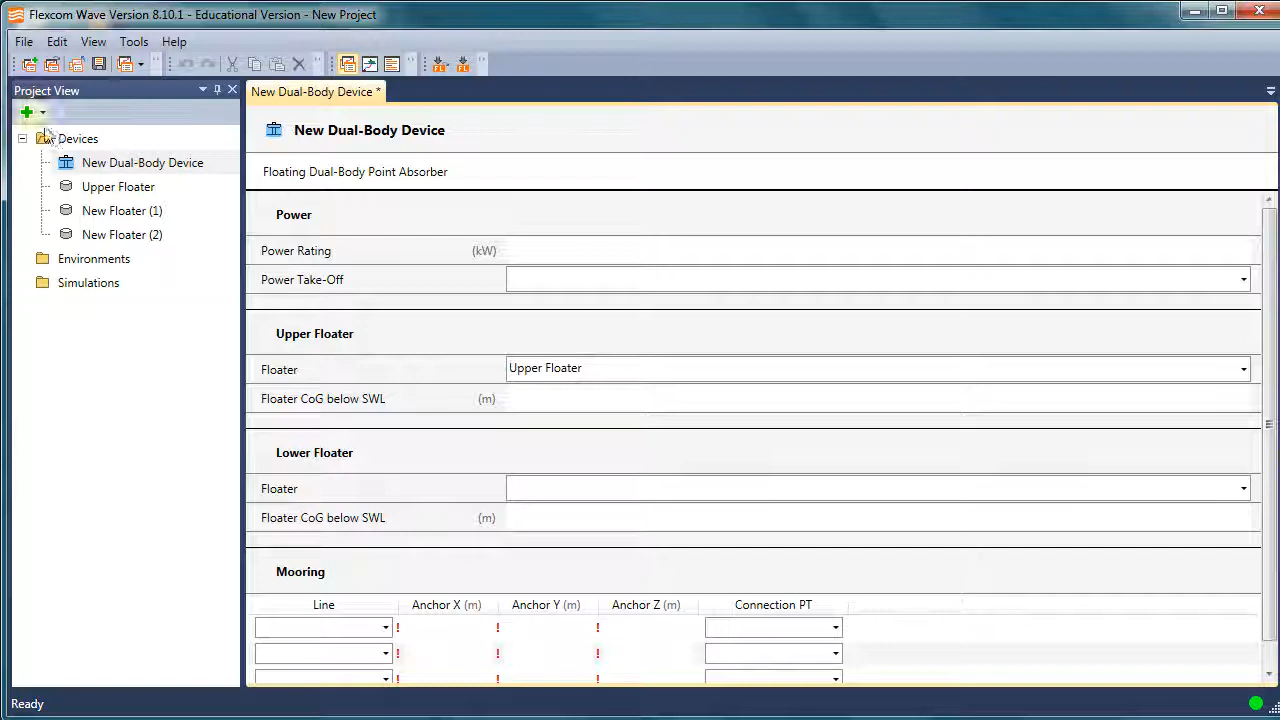 Flexcom Wave Version 8.10.1 - Educational Version - New Project
File Edit View Tools Help
Project View
Devices
New Dual-Body Device
Upper Floater
New Floater (1)
New Floater (2)
Environments
Simulations
New Dual-Body Device *
New Dual-Body Device
Floating Dual-Body Point Absorber
Power
Power Rating (kW)
Power Take-Off
Upper Floater
Floater Upper Floater
Floater CoG below SWL (m)
Lower Floater
Floater
Floater CoG below SWL (m)
Mooring
Line Anchor X (m) Anchor Y (m) Anchor Z (m) Connection PT
! ! !
! ! !
! ! !
Ready